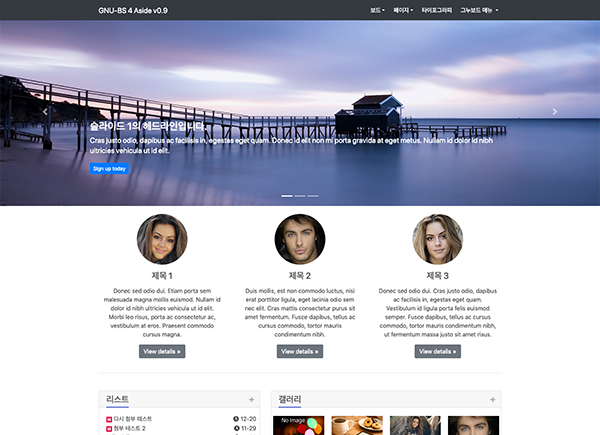 GNU-BS 4 Aside v0.9
보드 페이지 타이포그라피 그누보드 메뉴
슬라이드 1의 헤드라인입니다.
Cras justo odio, dapibus ac facilisis in, egestas eget quam. Donec id elit non mi porta gravida at eget metus. Nullam id dolor id nibh
ultricies vehicula ut id elit.
Sign up today
제목 1
Donec sed odio dui. Etiam porta sem
malesuada magna mollis euismod. Nullam id
dolor id nibh ultricies vehicula ut id elit.
Morbi leo risus, porta ac consectetur ac,
vestibulum at eros. Praesent commodo
cursus magna.
View details »
제목 2
Duis mollis, est non commodo luctus, nisi
erat porttitor ligula, eget lacinia odio sem
nec elit. Cras mattis consectetur purus sit
amet fermentum. Fusce dapibus, tellus ac
cursus commodo, tortor mauris
condimentum nibh.
View details »
제목 3
Donec sed odio dui. Cras justo odio, dapibus
ac facilisis in, egestas eget quam.
Vestibulum id ligula porta felis euismod
semper. Fusce dapibus, tellus ac cursus
commodo, tortor mauris condimentum nibh,
ut fermentum massa justo sit amet risus.
View details »
리스트 +
다시 첨부 테스트 12-20
첨부 테스트 2 11-29
갤러리 +
No Image